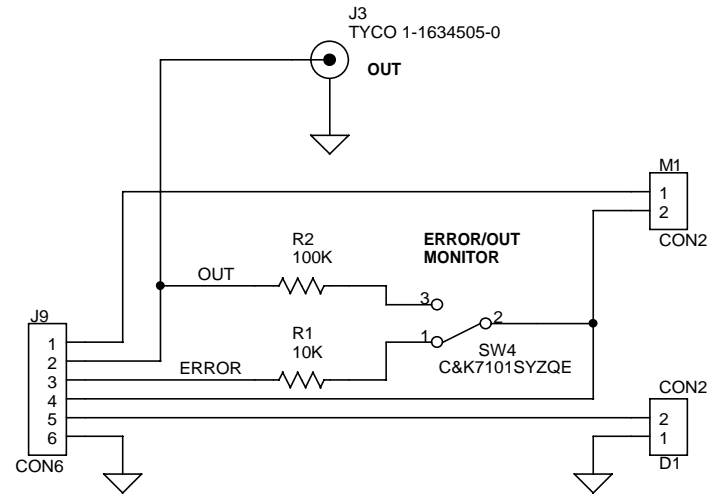 J3
TYCO 1-1634505-0
OUT
M1
1
2
CON2
R2
100K
ERROR/OUT
MONITOR
OUT
3
J9
1
2
3
4
5
6
CON6
R1
10K
ERROR
1
2
SW4
C&K7101SYZQE
CON2
2
1
D1